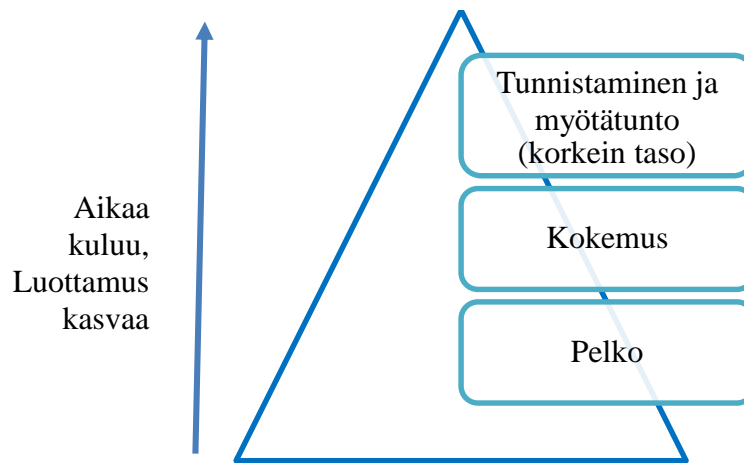 Tunnistaminen ja
myötätunto
(korkein taso)
Aikaa
kuluu,
Luottamus
kasvaa
Kokemus
Pelko